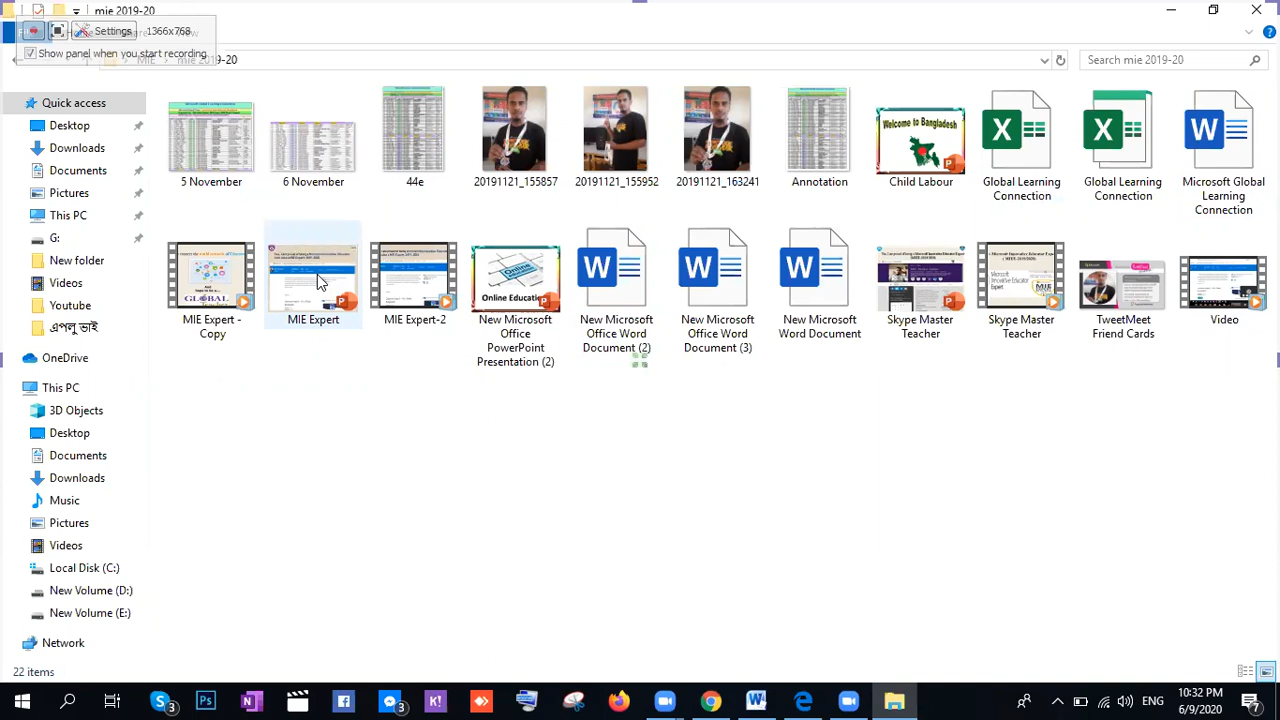 mie 2019-20
Settings 1366x768
Show panel when you start recording
MIE mie 2019-20
Search mie 2019-20
Quick access
Desktop
Downloads
Documents
Pictures
This PC
G:
New folder
Videos
Youtube
এপলু ভাই
OneDrive
This PC
3D Objects
Desktop
Documents
Downloads
Music
Pictures
Videos
Local Disk (C:)
New Volume (D:)
New Volume (E:)
Network
5 November
6 November
44e
20191121_155857
20191121_155952
20191121_163241
Annotation
Welcome to Bangladesh
Child Labour
Global Learning
Connection
Global Learning
Connection
Microsoft Global
Learning
Connection
MIE Expert -
Copy
MIE Expert
MIE Expert-2
Online Education
New Microsoft
Office
PowerPoint
Presentation (2)
New Microsoft
Office Word
Document (2)
New Microsoft
Office Word
Document (3)
New Microsoft
Word Document
Skype Master
Teacher
Skype Master
Teacher
TweetMeet
Friend Cards
Video
22 items
3
3
ENG
10:32 PM
6/9/2020
7